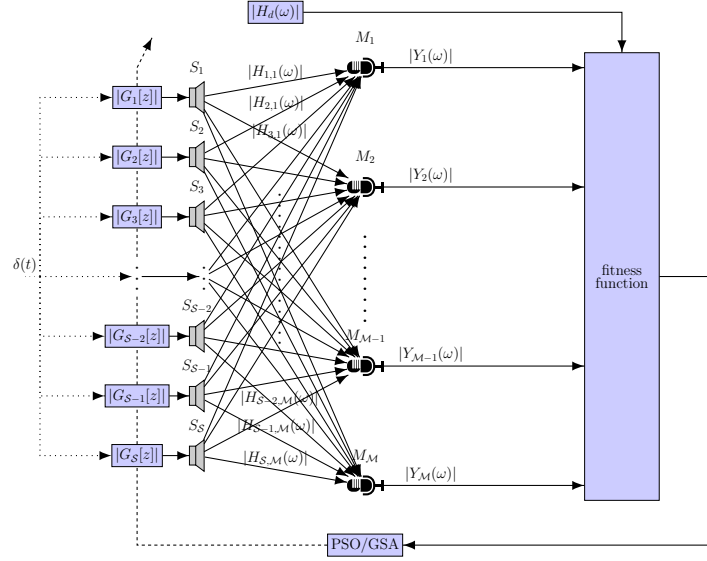 |H_d(ω)|
M_1
S_1
|H_{1,1}(ω)|
|Y_1(ω)|
|G_1[z]|
|H_{2,1}(ω)|
S_2
|H_{3,1}(ω)|
|G_2[z]|
M_2
|Y_2(ω)|
S_3
|G_3[z]|
δ(t)
fitness
function
S_{𝒮−2}
|G_{𝒮−2}[z]|
M_{ℳ−1}
|Y_{ℳ−1}(ω)|
S_{𝒮−1}
|G_{𝒮−1}[z]|
|H_{𝒮−2,ℳ}(ω)|
S_𝒮
|H_{𝒮−1,ℳ}(ω)|
|G_𝒮[z]|
|H_{𝒮,ℳ}(ω)|
M_ℳ
|Y_ℳ(ω)|
PSO/GSA